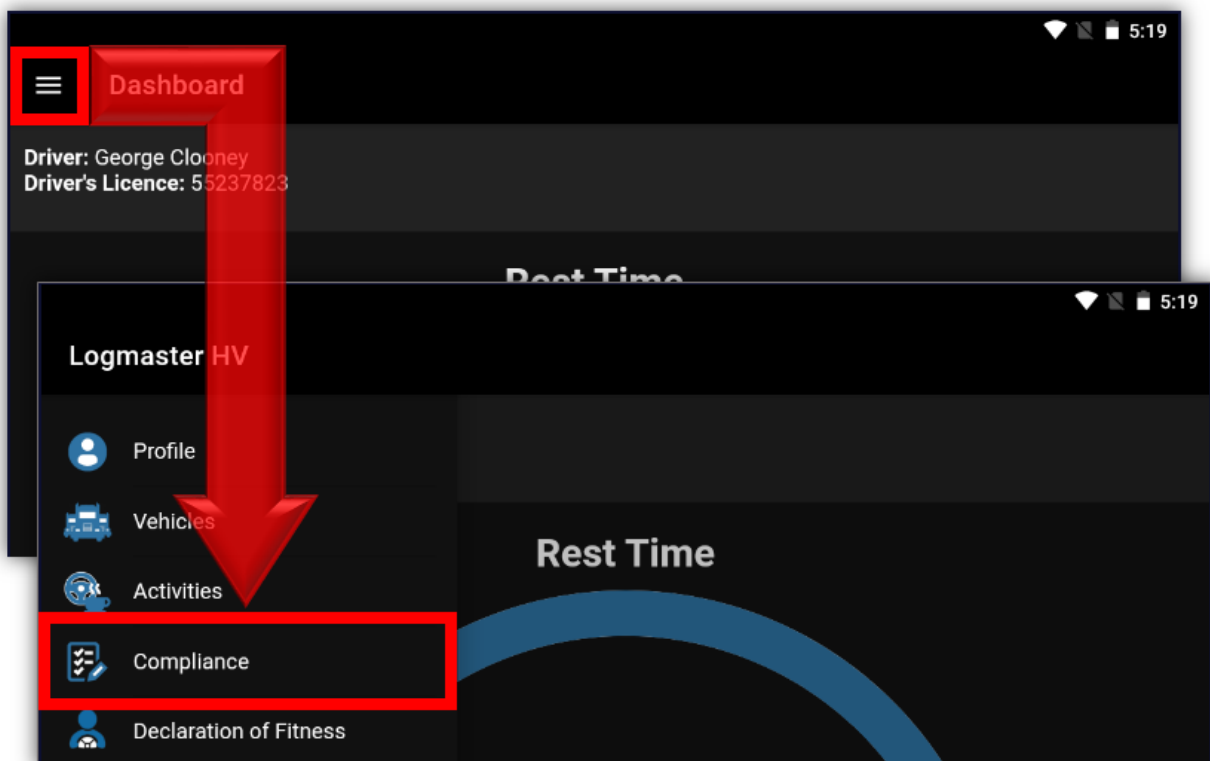 5:19
Dashboard
Driver: George Clooney
Driver's Licence: 55237823
Rest Time
5:19
Logmaster HV
Profile
Vehicles
Rest Time
Activities
Compliance
Declaration of Fitness